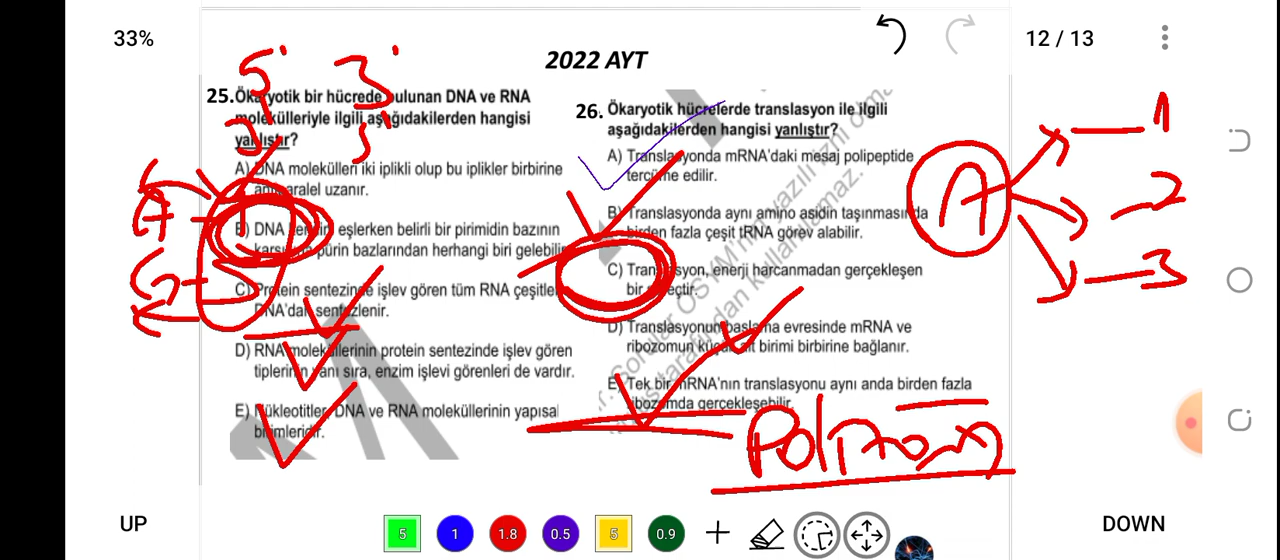 33%
12 / 13
2022 AYT
5' 3'
3 5
25.Ökaryotik bir hücrede bulunan DNA ve RNA
molekülleriyle ilgili aşağıdakilerden hangisi
yanlıştır?
A) DNA molekülleri iki iplikli olup bu iplikler birbirine
antiparalel uzanır.
B) DNA kendini eşlerken belirli bir pirimidin bazının
karşısına pürin bazlarından herhangi biri gelebilir.
C) Protein sentezinde işlev gören tüm RNA çeşitleri
DNA'dan sentezlenir.
D) RNA moleküllerinin protein sentezinde işlev gören
tiplerinin yanı sıra, enzim işlevi görenleri de vardır.
E) Nükleotitler, DNA ve RNA moleküllerinin yapısal
birimleridir.
26. Ökaryotik hücrelerde translasyon ile ilgili
aşağıdakilerden hangisi yanlıştır?
A) Translasyonda mRNA'daki mesaj polipeptide
tercüme edilir.
B) Translasyonda aynı amino asidin taşınmasında
birden fazla çeşit tRNA görev alabilir.
C) Translasyon, enerji harcanmadan gerçekleşen
bir süreçtir.
D) Translasyonun başlama evresinde mRNA ve
ribozomun küçük alt birimi birbirine bağlanır.
E) Tek bir mRNA'nın translasyonu aynı anda birden fazla
ribozomda gerçekleşebilir.
A
1
2
3
UP
5 1 1.8 0.5 5 0.9
DOWN